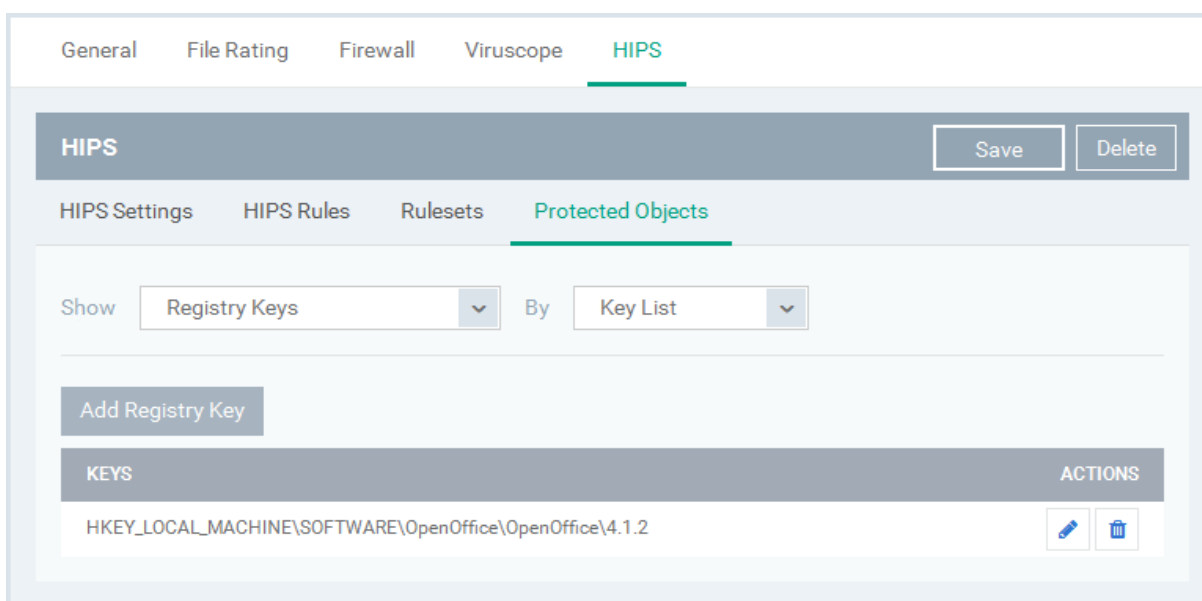 General File Rating Firewall Viruscope HIPS
HIPS Save Delete
HIPS Settings HIPS Rules Rulesets Protected Objects
Show Registry Keys By Key List
Add Registry Key
KEYS ACTIONS
HKEY_LOCAL_MACHINE\SOFTWARE\OpenOffice\OpenOffice\4.1.2